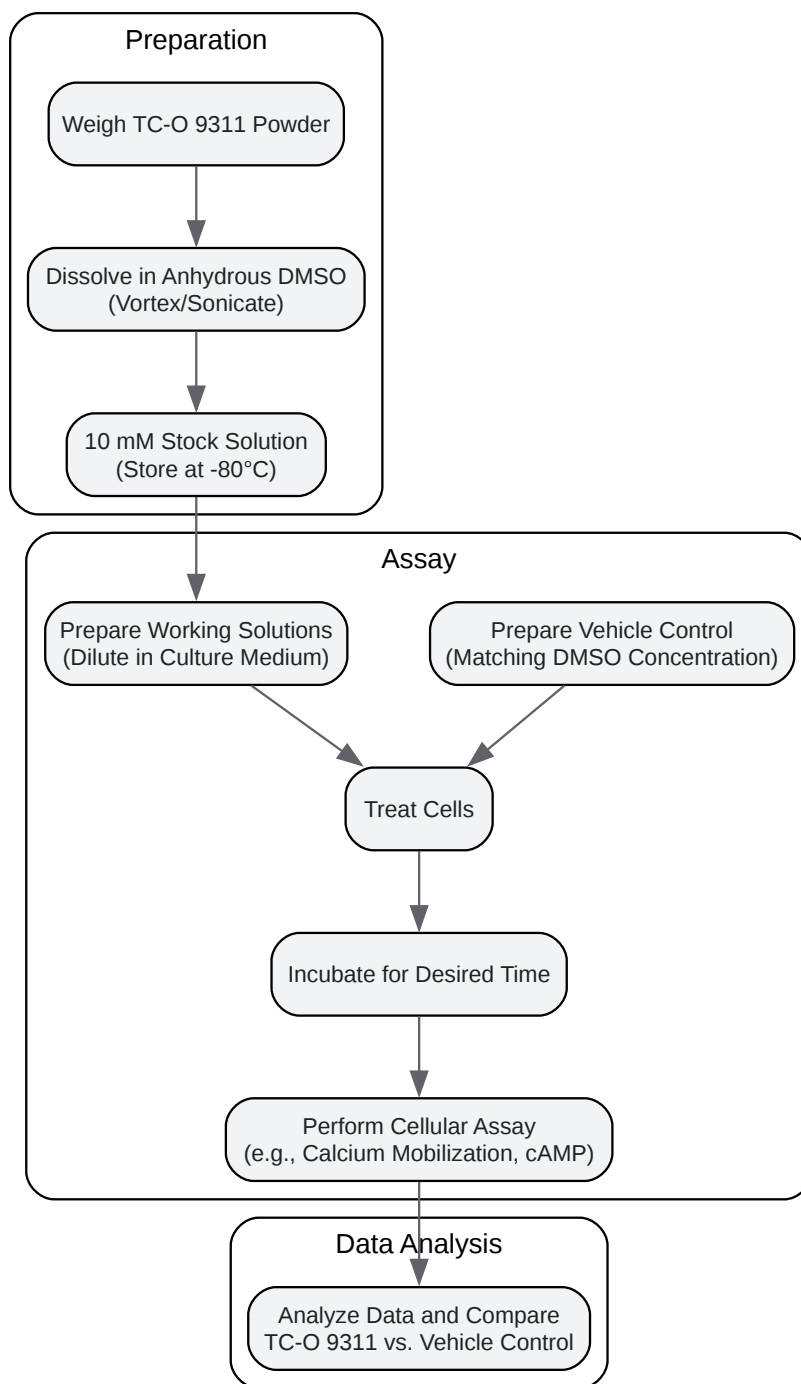 Preparation
Weigh TC-O 9311 Powder
Dissolve in Anhydrous DMSO
(Vortex/Sonicate)
10 mM Stock Solution
(Store at -80°C)
Assay
Prepare Working Solutions
(Dilute in Culture Medium)
Prepare Vehicle Control
(Matching DMSO Concentration)
Treat Cells
Incubate for Desired Time
Perform Cellular Assay
(e.g., Calcium Mobilization, cAMP)
Data Analysis
Analyze Data and Compare
TC-O 9311 vs. Vehicle Control